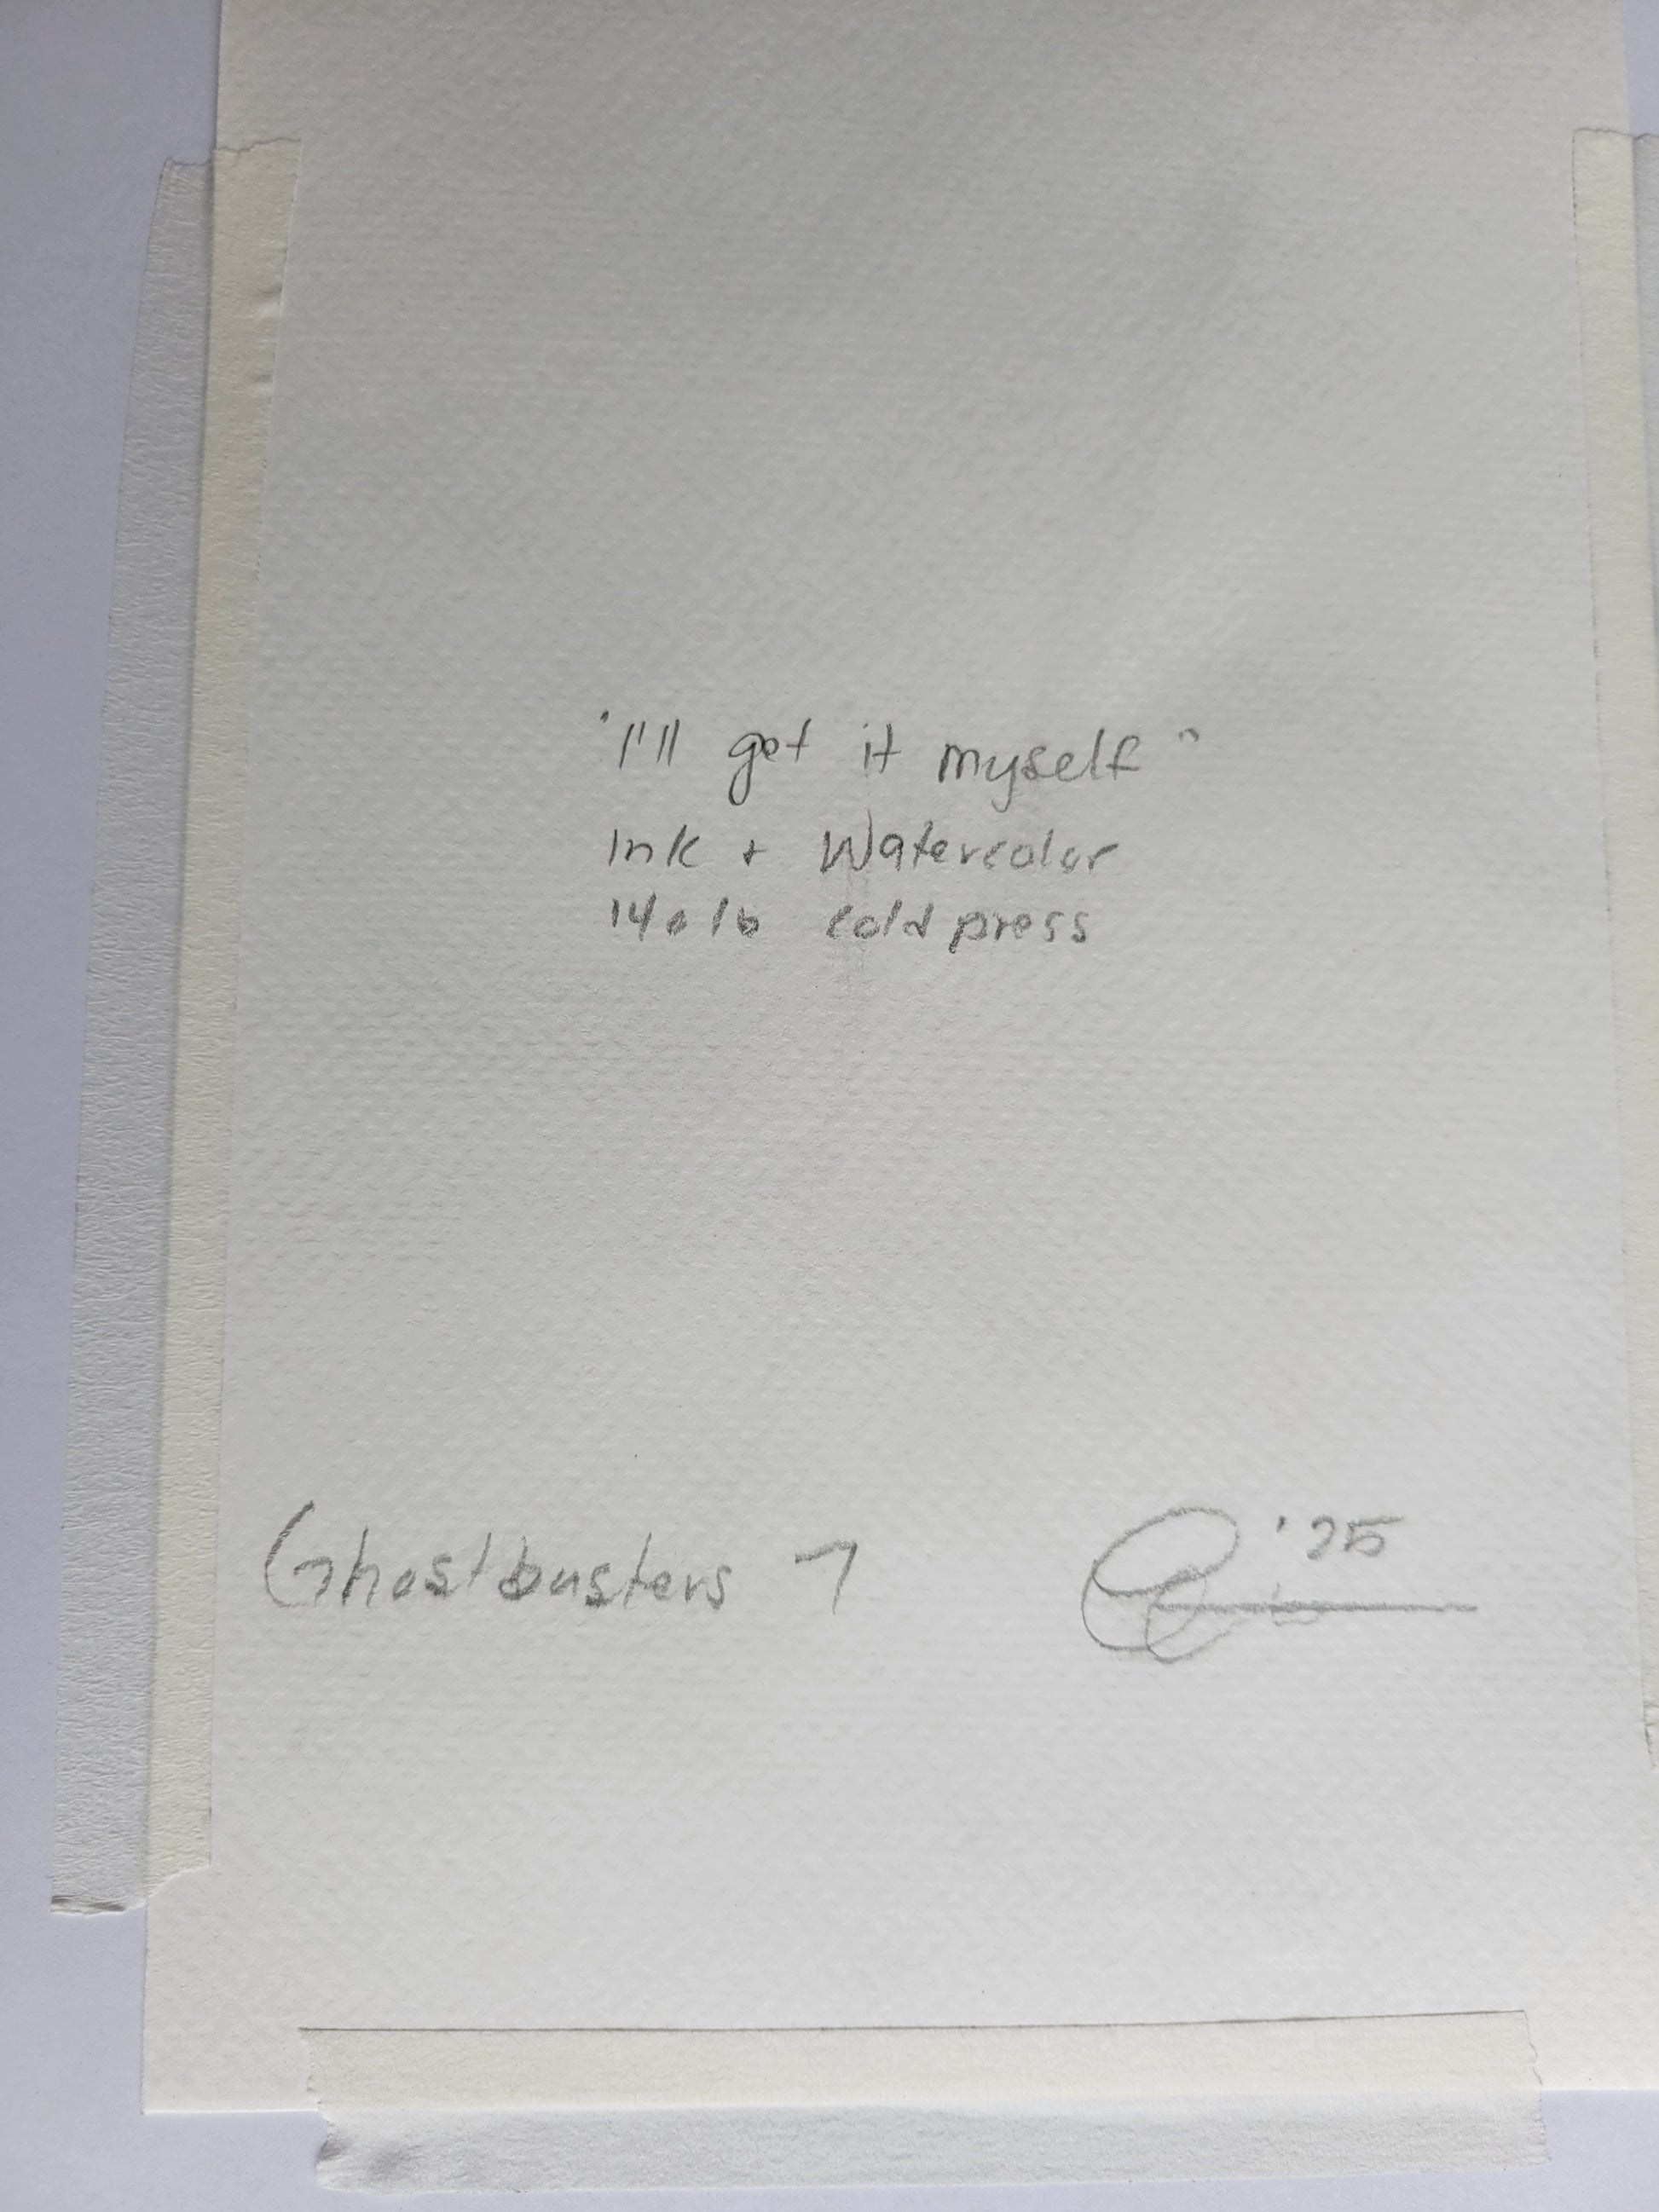 "I'll get it myself"
Ink + Watercolor
140 lb cold press
Ghostbusters 7
'25